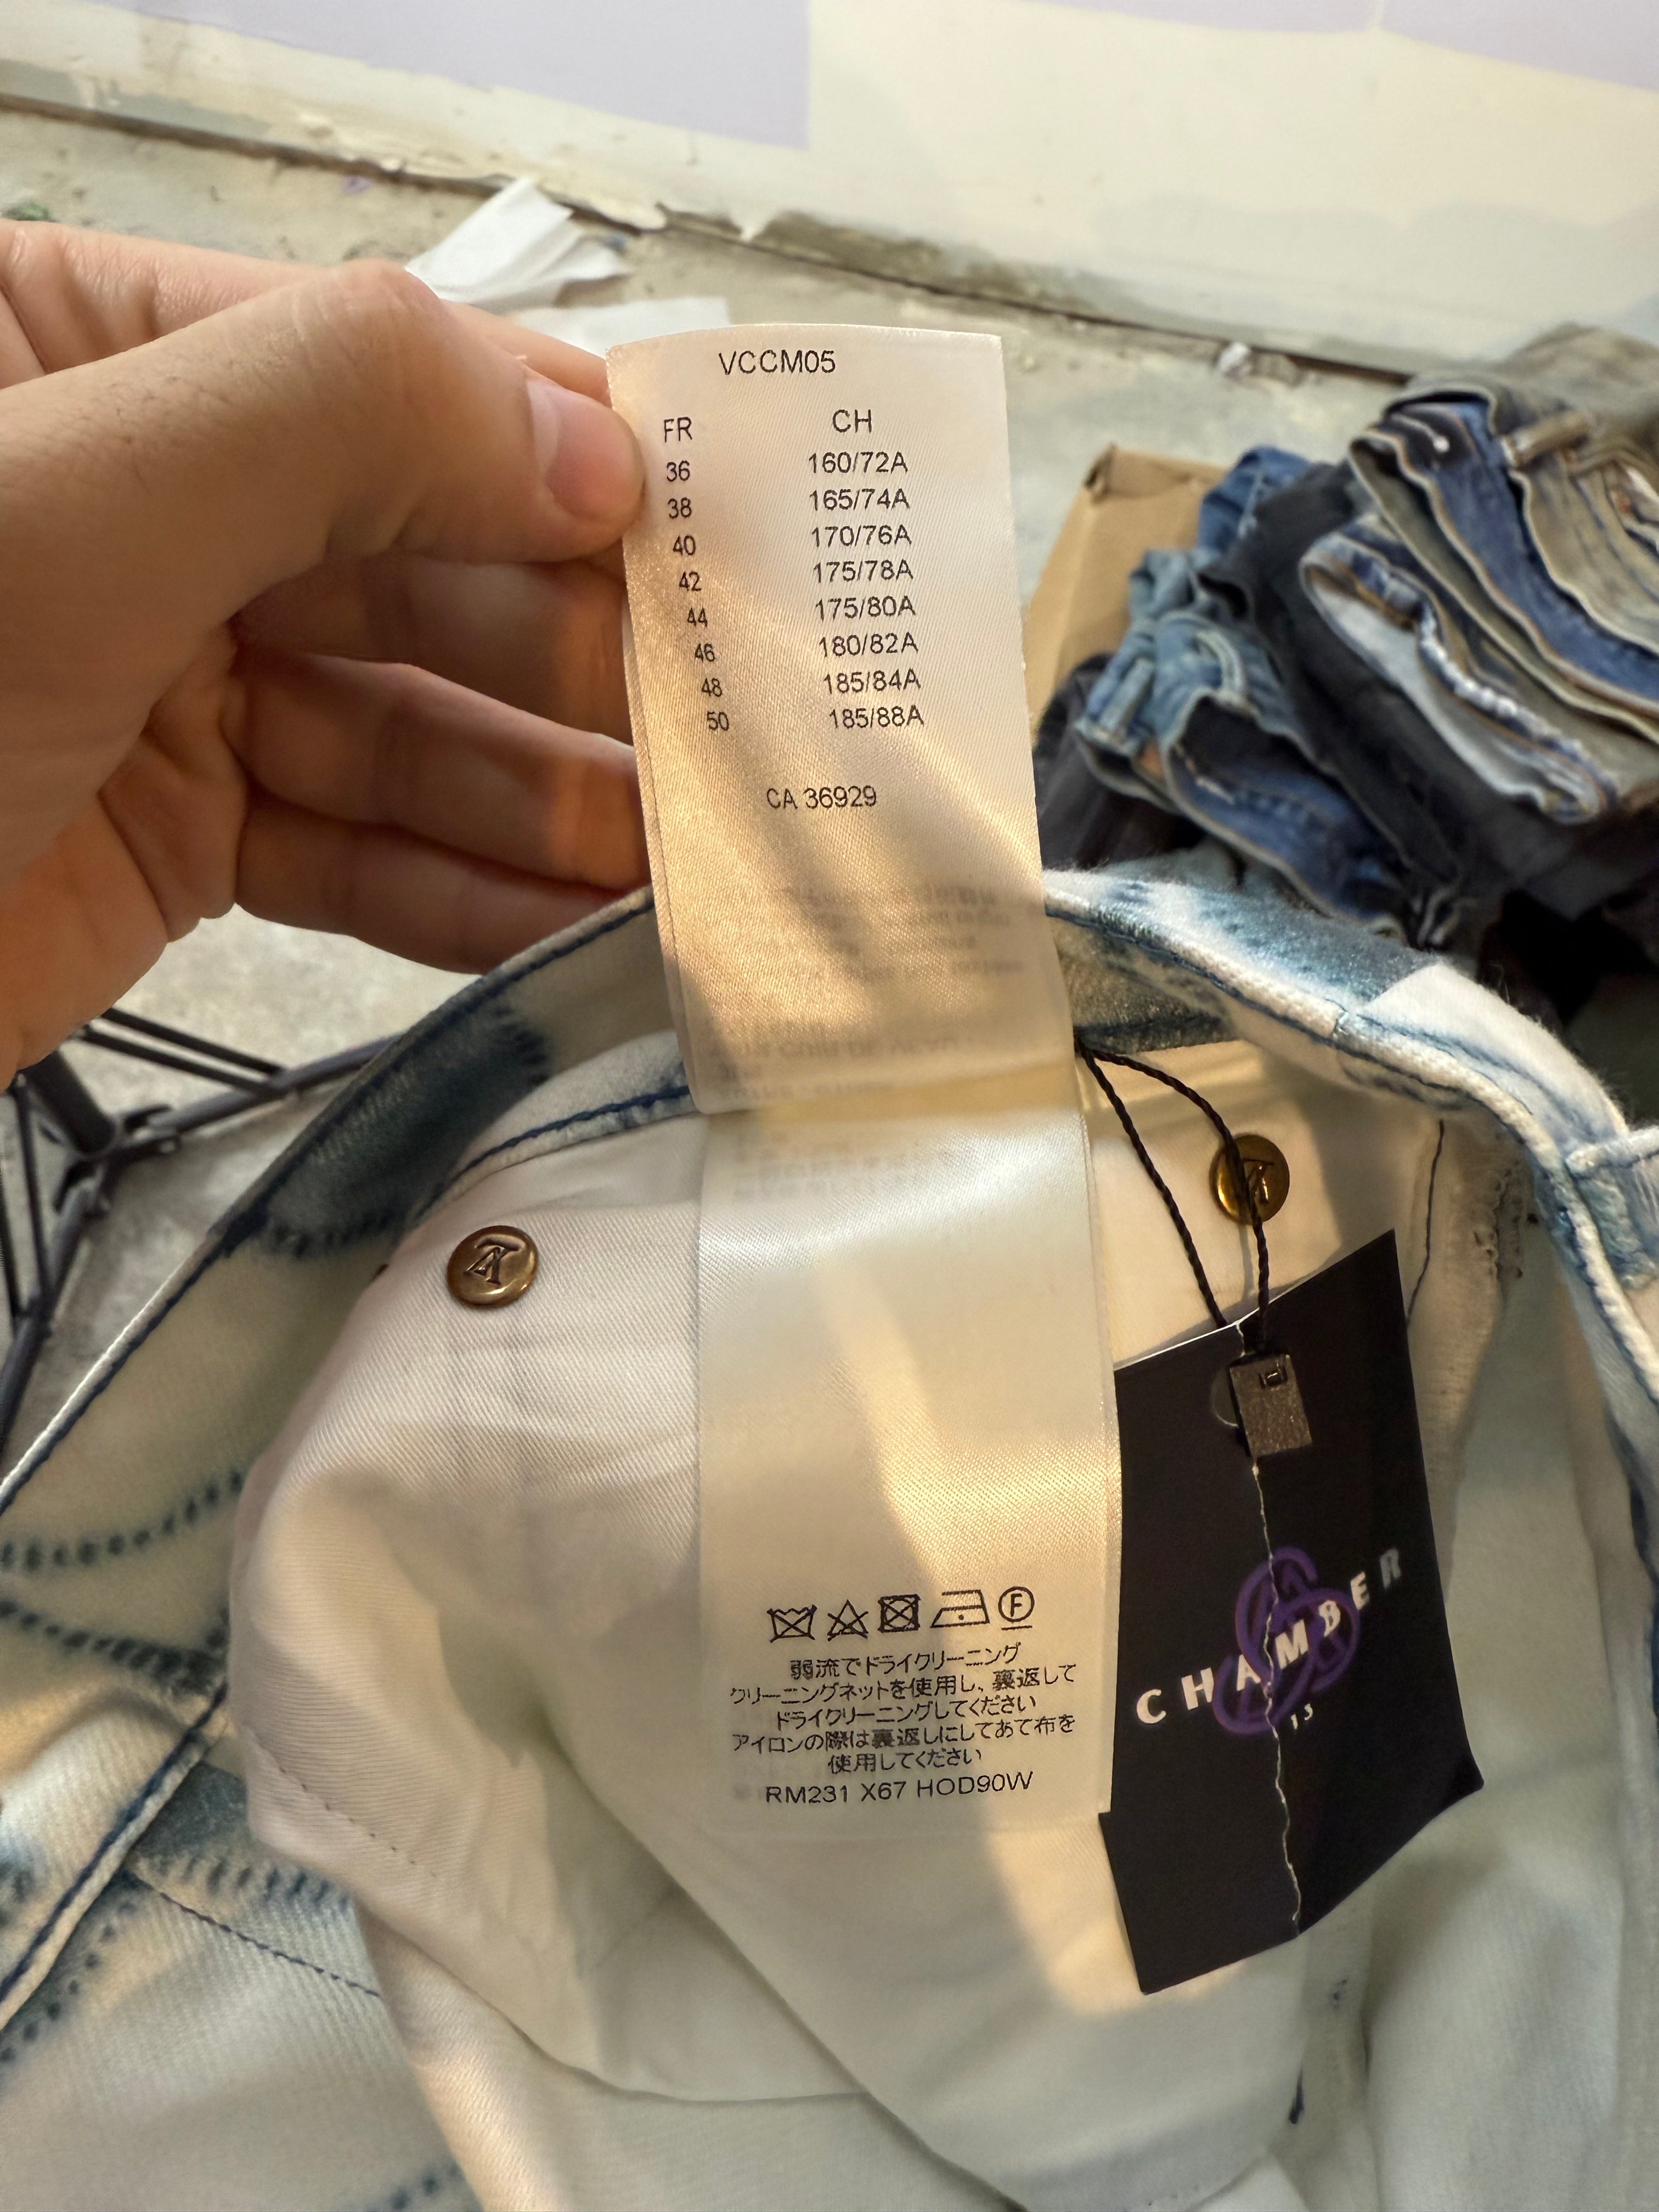 VCCM05
FR CH
36 160/72A
38 165/74A
40 170/76A
42 175/78A
44 175/80A
46 180/82A
48 185/84A
50 185/88A
CA 36929
F
弱流でドライクリーニング
クリーニングネットを使用し、裏返して
ドライクリーニングしてください
アイロンの際は裏返しにしてあて布を
使用してください
RM231 X67 HOD90W
CHAMBER
13